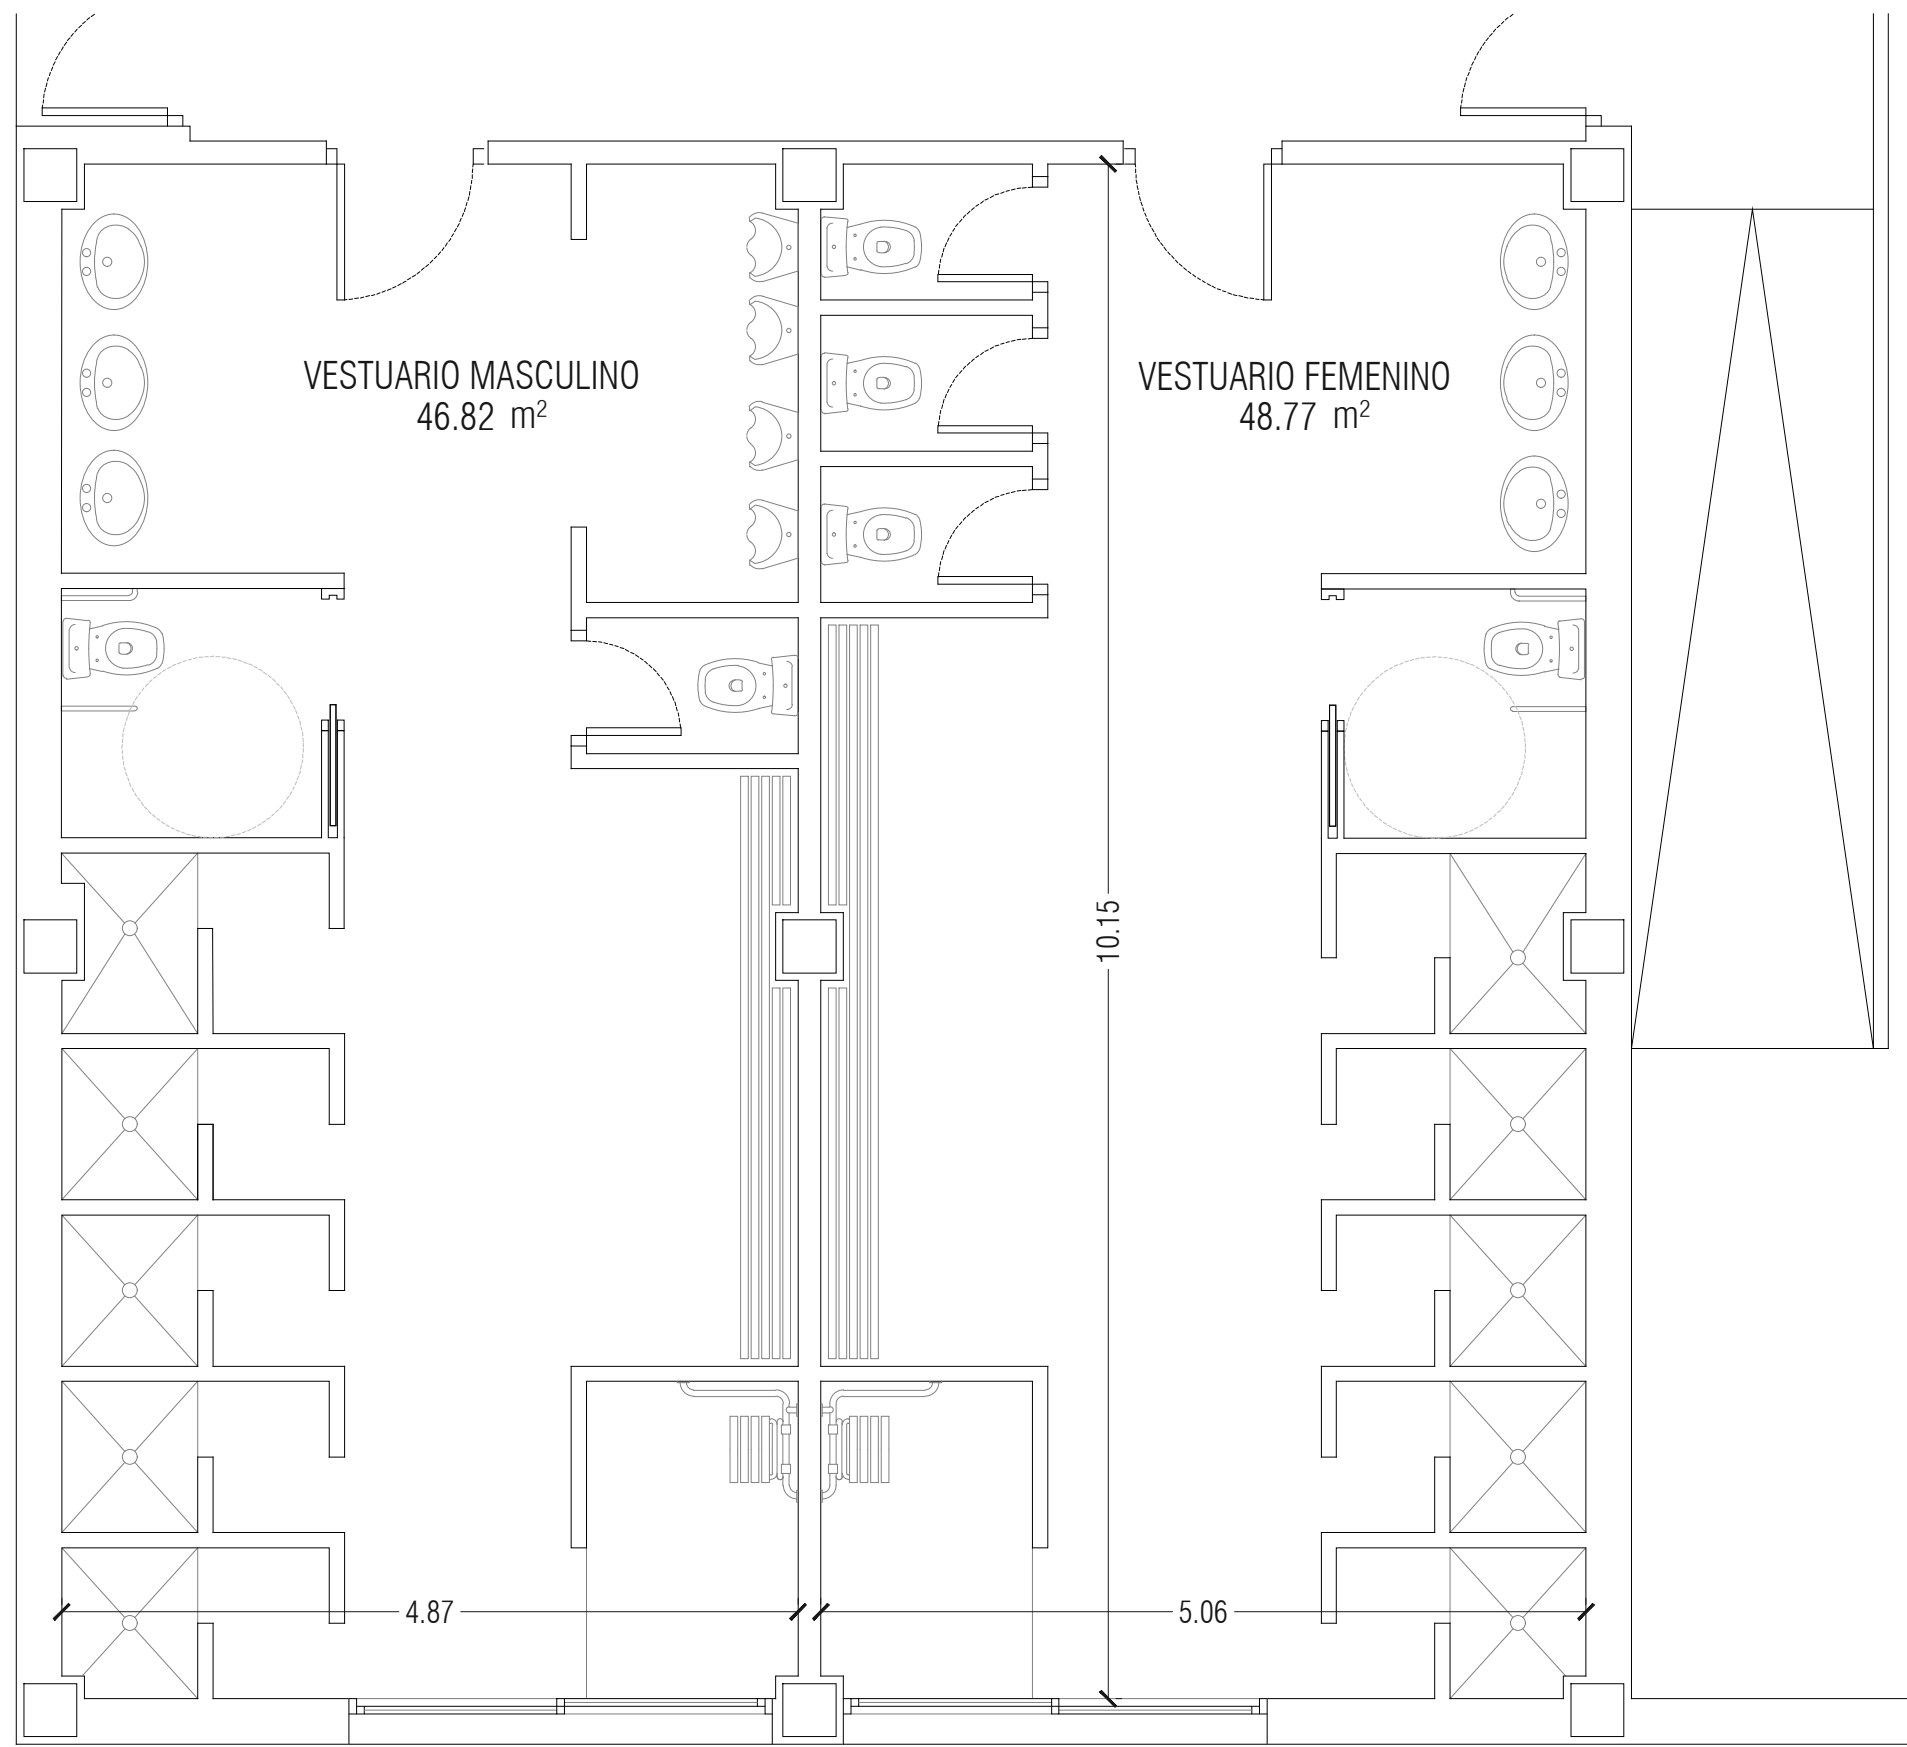 VESTUARIO MASCULINO
46.82 m²
VESTUARIO FEMENINO
48.77 m²
10.15
4.87
5.06